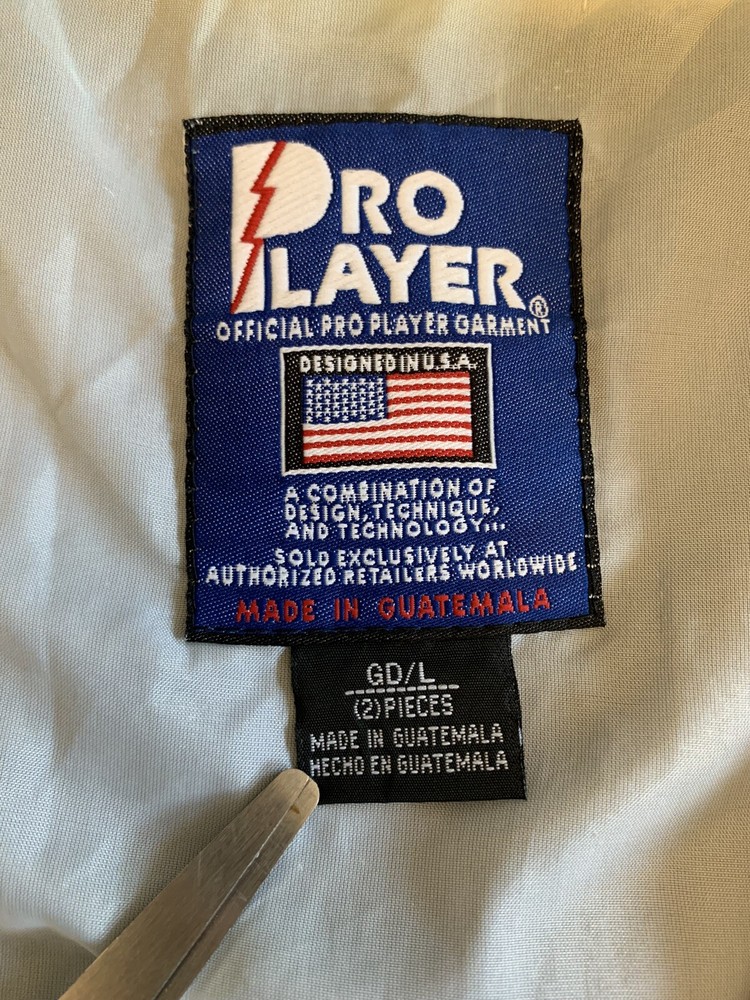 PRO
PLAYER®
OFFICIAL PRO PLAYER GARMENT
DESIGNED IN U.S.A.
A COMBINATION OF
DESIGN, TECHNIQUE,
AND TECHNOLOGY...
SOLD EXCLUSIVELY AT
AUTHORIZED RETAILERS WORLDWIDE
MADE IN GUATEMALA
GD/L
(2) PIECES
MADE IN GUATEMALA
HECHO EN GUATEMALA